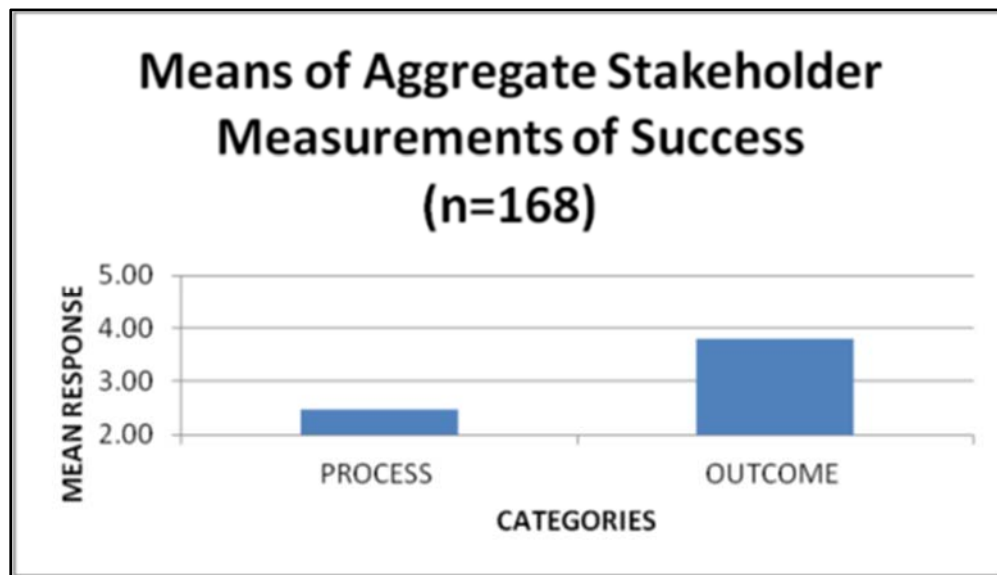 Means of Aggregate Stakeholder
Measurements of Success
(n=168)
5.00
4.00
3.00
2.00
MEAN RESPONSE
PROCESS
OUTCOME
CATEGORIES